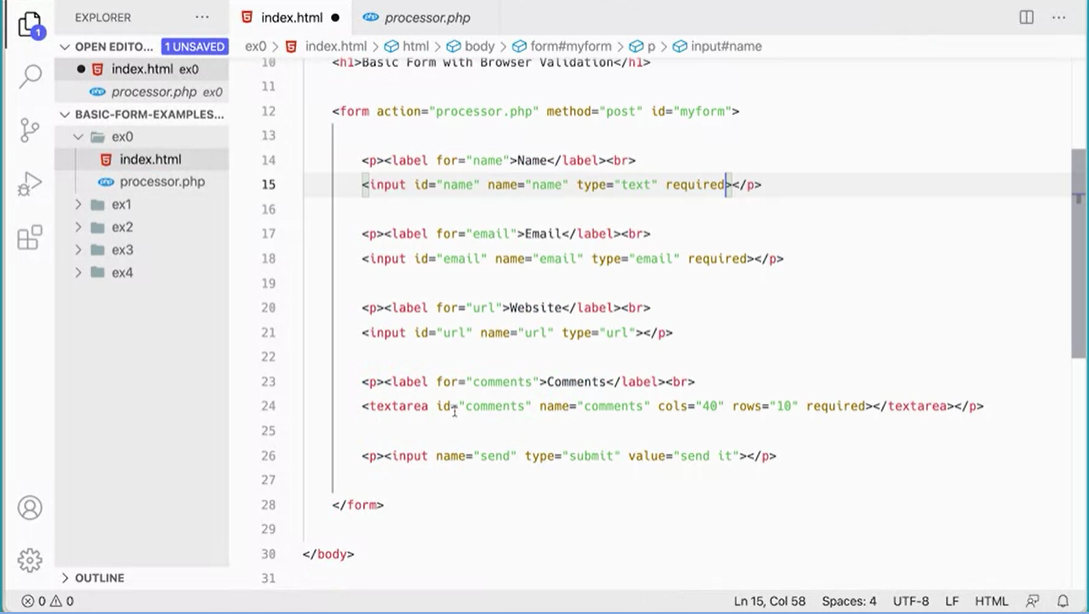 EXPLORER ···
index.html ● processor.php ···
1
OPEN EDITO... 1 UNSAVED
ex0 > index.html > html > body > form#myform > p > input#name
● index.html ex0
processor.php ex0
BASIC-FORM-EXAMPLES...
ex0
index.html
processor.php
ex1
ex2
ex3
ex4
10 <h1>Basic Form with Browser Validation</h1>
11
12 <form action="processor.php" method="post" id="myform">
13
14 <p><label for="name">Name</label><br>
15 <input id="name" name="name" type="text" required></p>
16
17 <p><label for="email">Email</label><br>
18 <input id="email" name="email" type="email" required></p>
19
20 <p><label for="url">Website</label><br>
21 <input id="url" name="url" type="url"></p>
22
23 <p><label for="comments">Comments</label><br>
24 <textarea id="comments" name="comments" cols="40" rows="10" required></textarea></p>
25
26 <p><input name="send" type="submit" value="send it"></p>
27
28 </form>
29
30 </body>
31
OUTLINE
0 0 Ln 15, Col 58 Spaces: 4 UTF-8 LF HTML